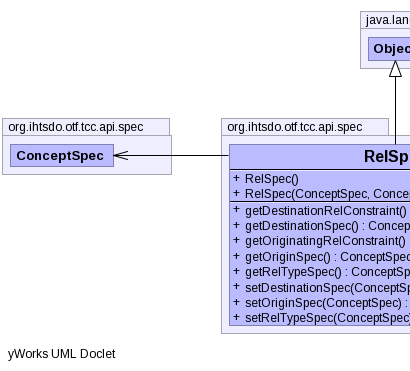 java.lan
Objec
org.ihtsdo.otf.tcc.api.spec
ConceptSpec
org.ihtsdo.otf.tcc.api.spec
RelSp
+ RelSpec()
+ RelSpec(ConceptSpec, Conce
+ getDestinationRelConstraint()
+ getDestinationSpec() : Concept
+ getOriginatingRelConstraint()
+ getOriginSpec() : ConceptSpec
+ getRelTypeSpec() : ConceptSp
+ setDestinationSpec(ConceptSp
+ setOriginSpec(ConceptSpec) :
+ setRelTypeSpec(ConceptSpec)
yWorks UML Doclet